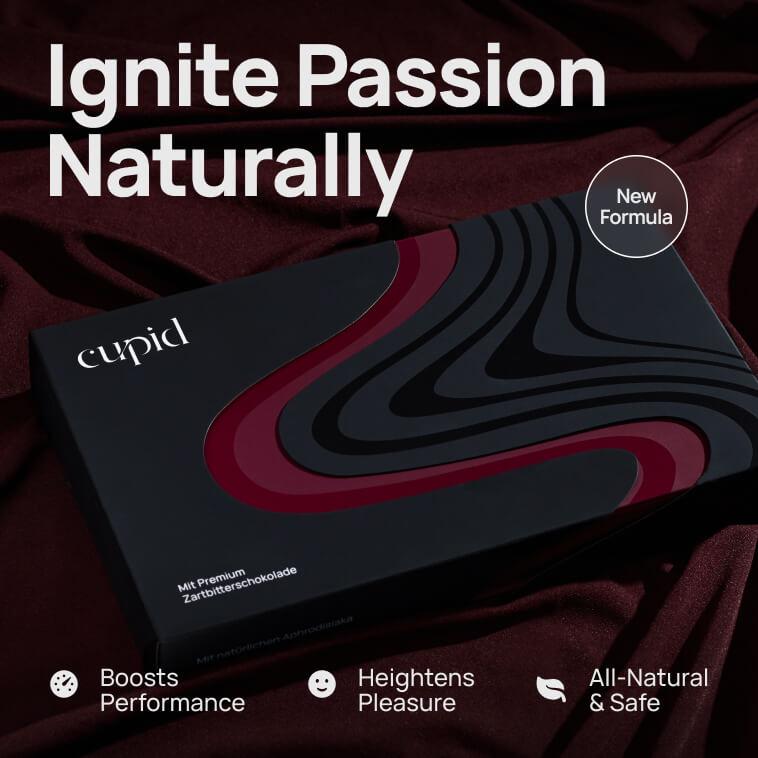 Ignite Passion
Naturally
New
Formula
cupid
Mit Premium
Zartbitterschokolade
Mit natürlichen Aphrodisiaka
Boosts
Performance
Heightens
Pleasure
All-Natural
& Safe